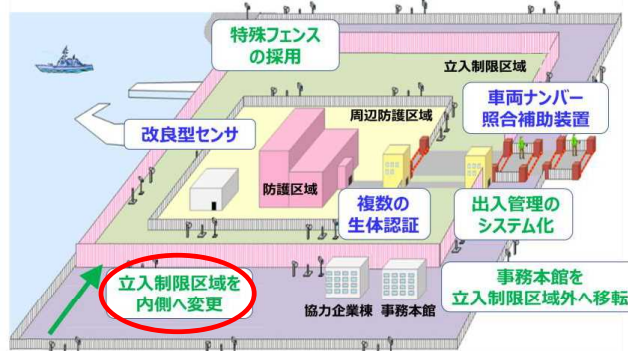 特殊フェンス
の採用
立入制限区域
車両ナンバー
照合補助装置
周辺防護区域
改良型センサ
防護区域
複数の
生体認証
出入管理の
システム化
立入制限区域を
内側へ変更
協力企業棟
事務本館
事務本館を
立入制限区域外へ移転